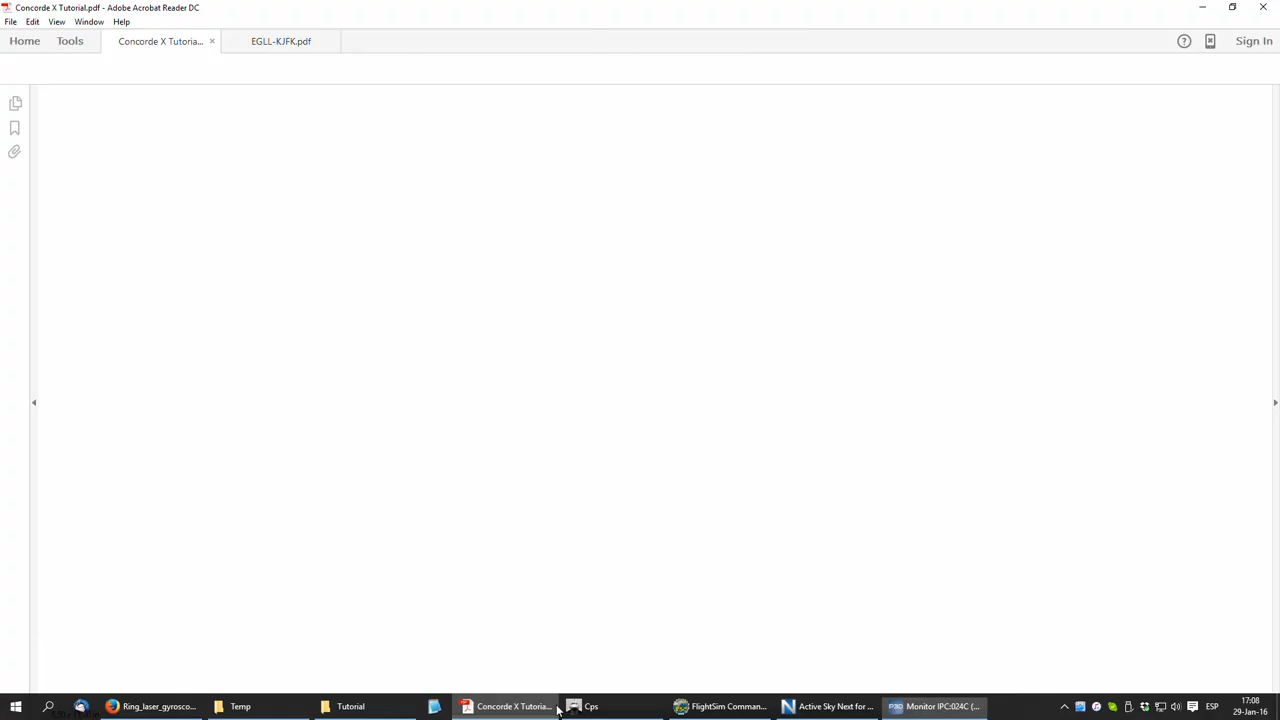 Concorde X Tutorial.pdf - Adobe Acrobat Reader DC
File Edit View Window Help
Home Tools Concorde X Tutoria... × EGLL-KJFK.pdf Sign In
Ring_laser_gyrosco... Temp Tutorial Concorde X Tutoria... Cps FlightSim Comman... Active Sky Next for ... Monitor IPC:024C (... ESP 17:08
29-Jan-16